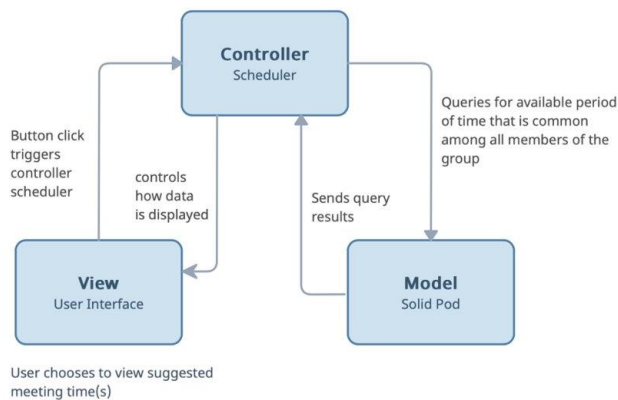 Controller
Scheduler
Queries for available period
of time that is common
among all members of the
group
Button click
triggers
controller
scheduler
controls
how data
is displayed
Sends query
results
View
User Interface
Model
Solid Pod
User chooses to view suggested
meeting time(s)